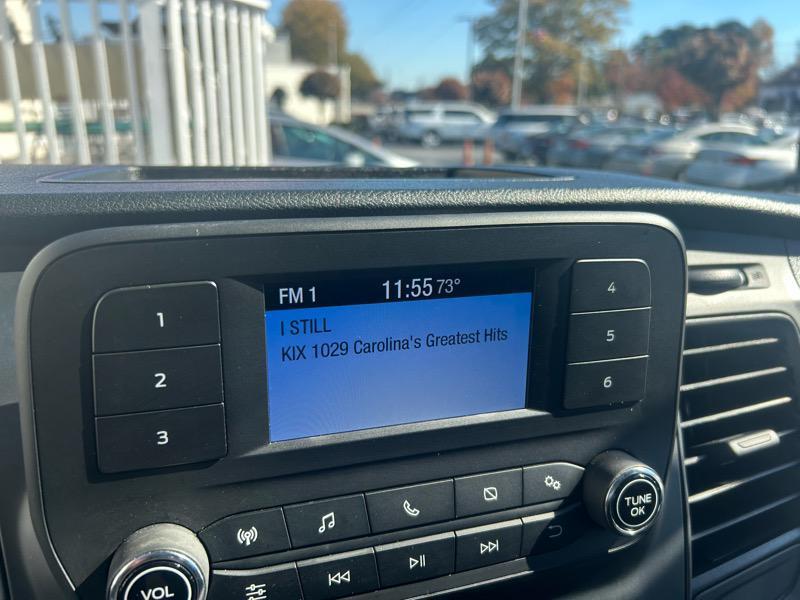 FM 1 11:55 73°
I STILL
KIX 1029 Carolina's Greatest Hits
1
2
3
4
5
6
TUNE
OK
VOL